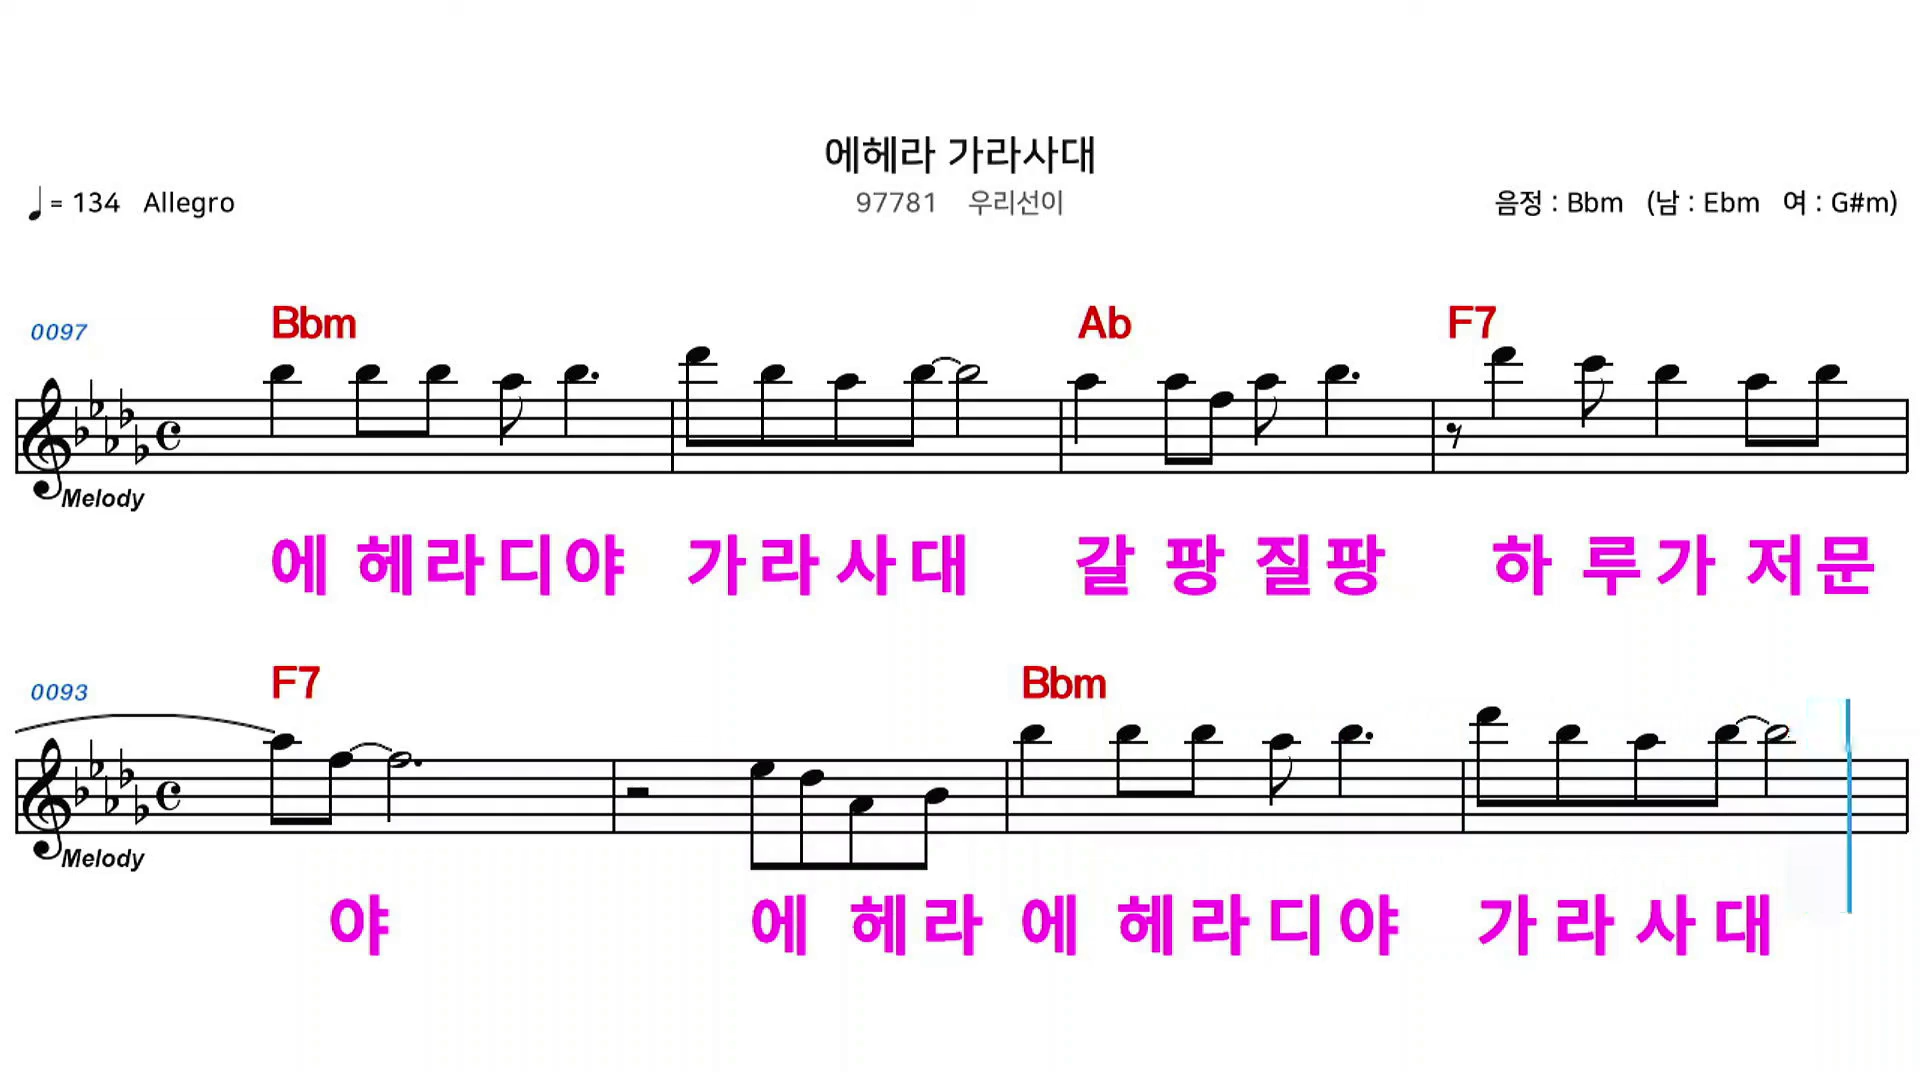 에헤라 가라사대
♩= 134 Allegro
97781 우리선이
음정 : Bbm (남 : Ebm 여 : G#m)
0097
Bbm Ab F7
Melody
에 헤라디야 가라사대 갈 팡 질팡 하 루가 저문
0093
F7 Bbm
Melody
야 에 헤라 에 헤라디야 가라사대